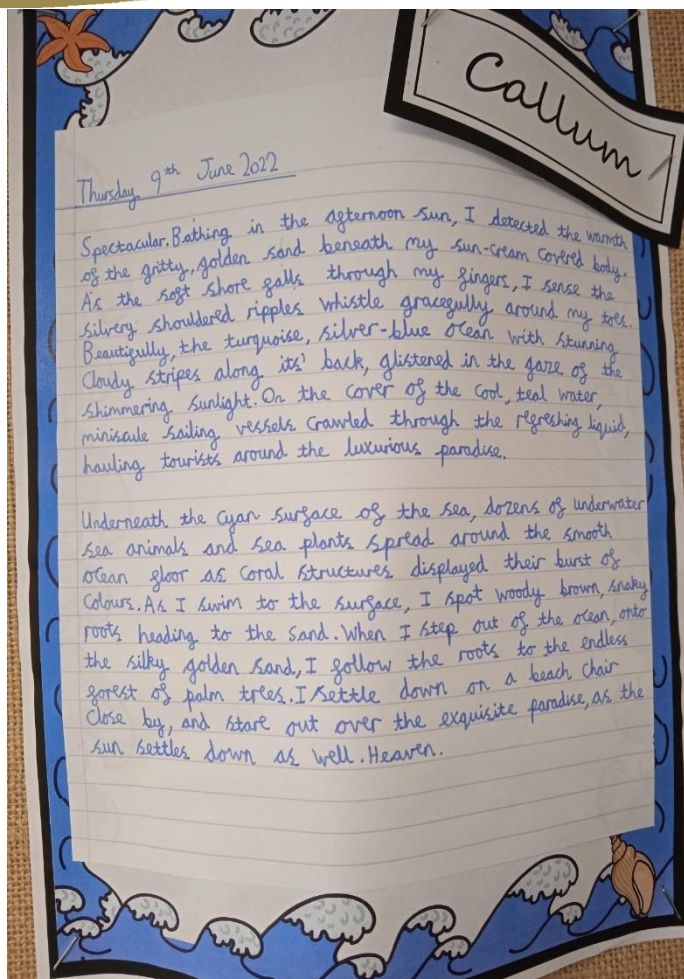 Callum
Thursday 9th June 2022
Spectacular. Bathing in the afternoon sun, I detected the warmth
of the gritty, golden sand beneath my sun-cream covered body.
As the soft shore falls through my fingers, I sense the
silvery shouldered ripples whistle gracefully around my toes.
Beautifully, the turquoise, silver-blue ocean with stunning
cloudy stripes along its' back, glistened in the gaze of the
shimmering sunlight. On the cover of the cool, teal water,
miniscule sailing vessels crawled through the refreshing liquid,
hauling tourists around the luxurious paradise.
Underneath the cyan surface of the sea, dozens of underwater
sea animals and sea plants spread around the smooth
ocean floor as coral structures displayed their burst of
colours. As I swim to the surface, I spot woody brown, snaky
roots heading to the sand. When I step out of the ocean, onto
the silky golden sand, I follow the roots to the endless
forest of palm trees. I settle down on a beach chair
close by, and stare out over the exquisite paradise, as the
sun settles down as well. Heaven.